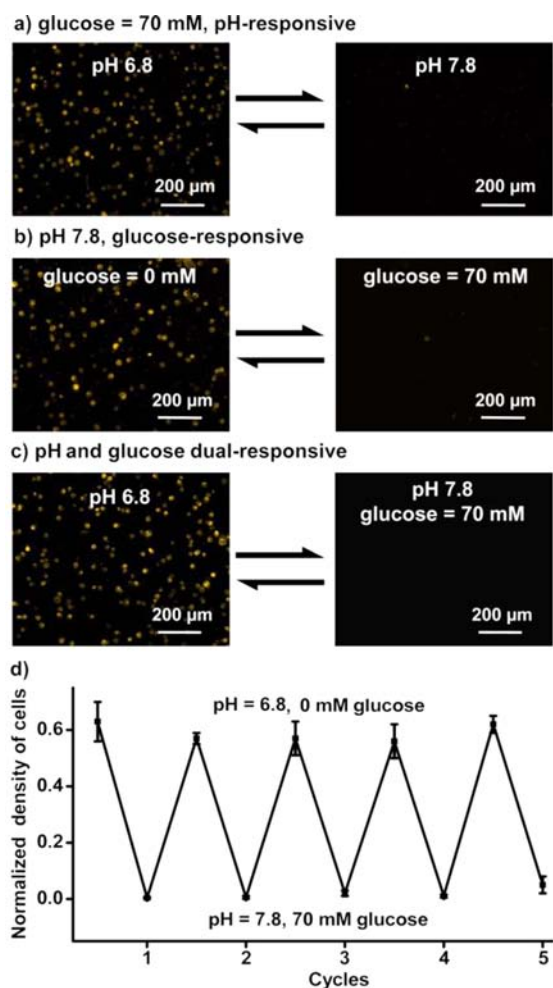 a) glucose = 70 mM, pH-responsive
pH 6.8
pH 7.8
200 µm
200 µm
b) pH 7.8, glucose-responsive
glucose = 0 mM
glucose = 70 mM
200 µm
200 µm
c) pH and glucose dual-responsive
pH 6.8
pH 7.8
glucose = 70 mM
200 µm
200 µm
d)
Normalized density of cells
0.6
0.4
0.2
0.0
pH = 6.8, 0 mM glucose
pH = 7.8, 70 mM glucose
1 2 3 4 5
Cycles